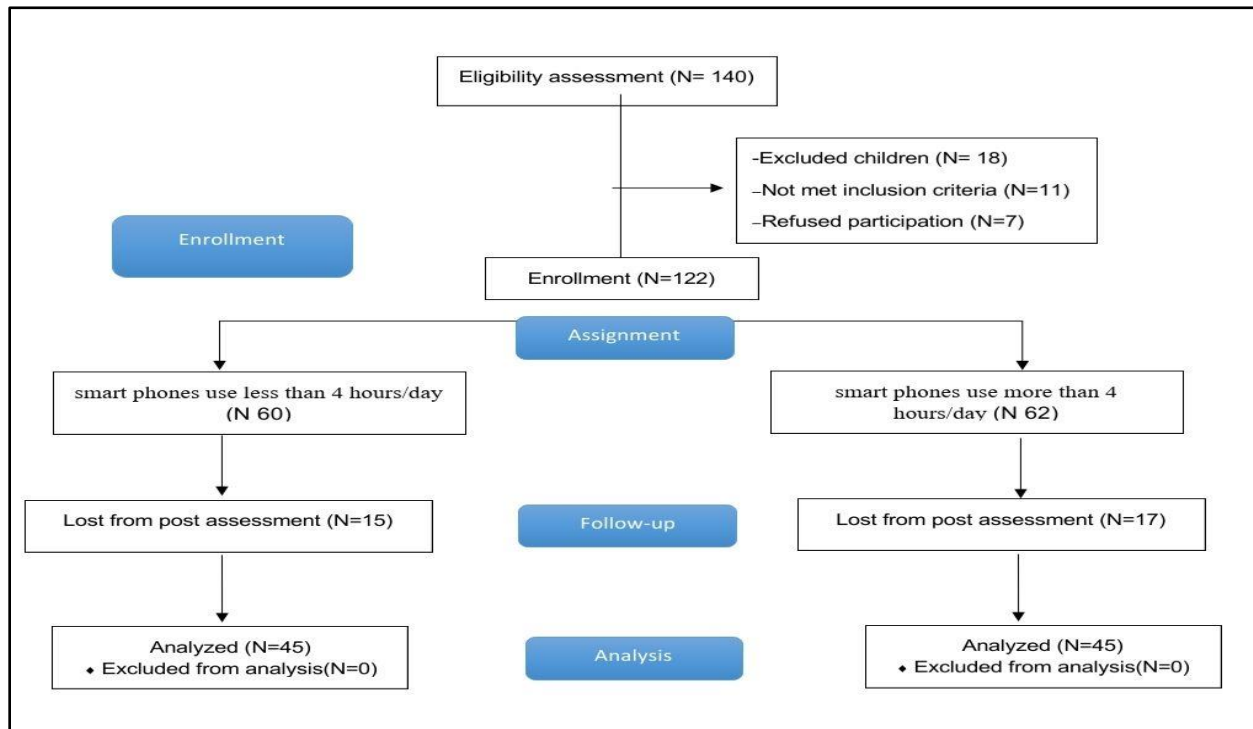 Eligibility assessment (N= 140)
-Excluded children (N= 18)
–Not met inclusion criteria (N=11)
–Refused participation (N=7)
Enrollment
Enrollment (N=122)
Assignment
smart phones use less than 4 hours/day
(N 60)
smart phones use more than 4
hours/day (N 62)
Lost from post assessment (N=15)
Follow-up
Lost from post assessment (N=17)
Analyzed (N=45)
♦ Excluded from analysis(N=0)
Analysis
Analyzed (N=45)
♦ Excluded from analysis(N=0)